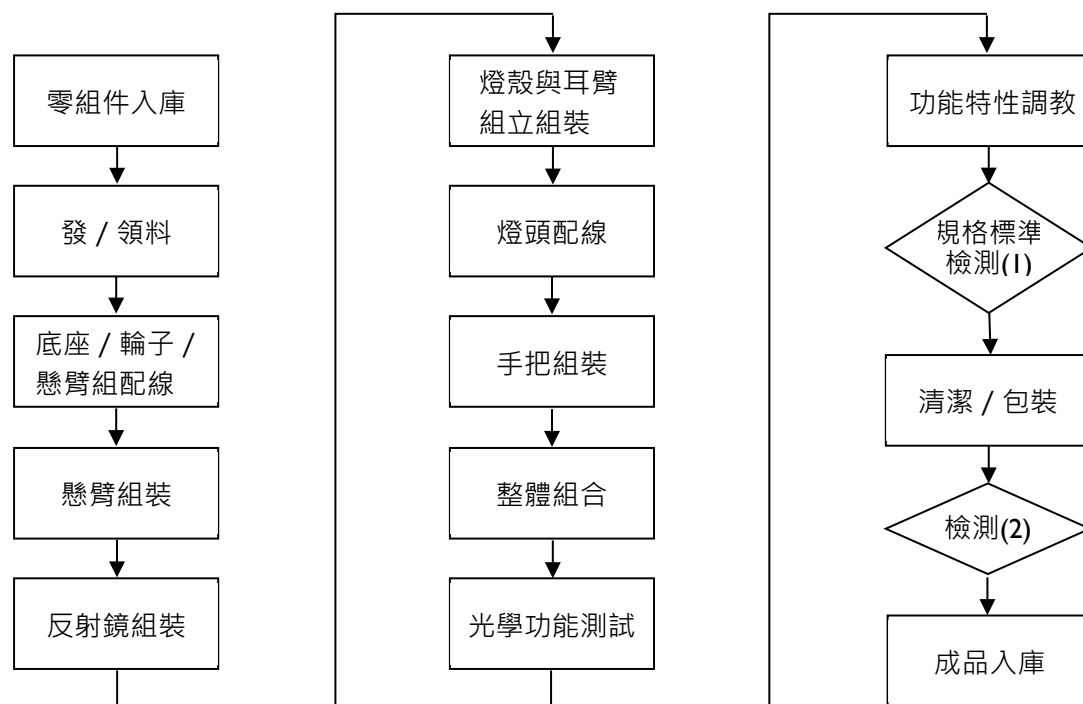 零組件入庫
發 / 領料
底座 / 輪子 /
懸臂組配線
懸臂組裝
反射鏡組裝
燈殼與耳臂
組立組裝
燈頭配線
手把組裝
整體組合
光學功能測試
功能特性調教
規格標準
檢測(1)
清潔 / 包裝
檢測(2)
成品入庫